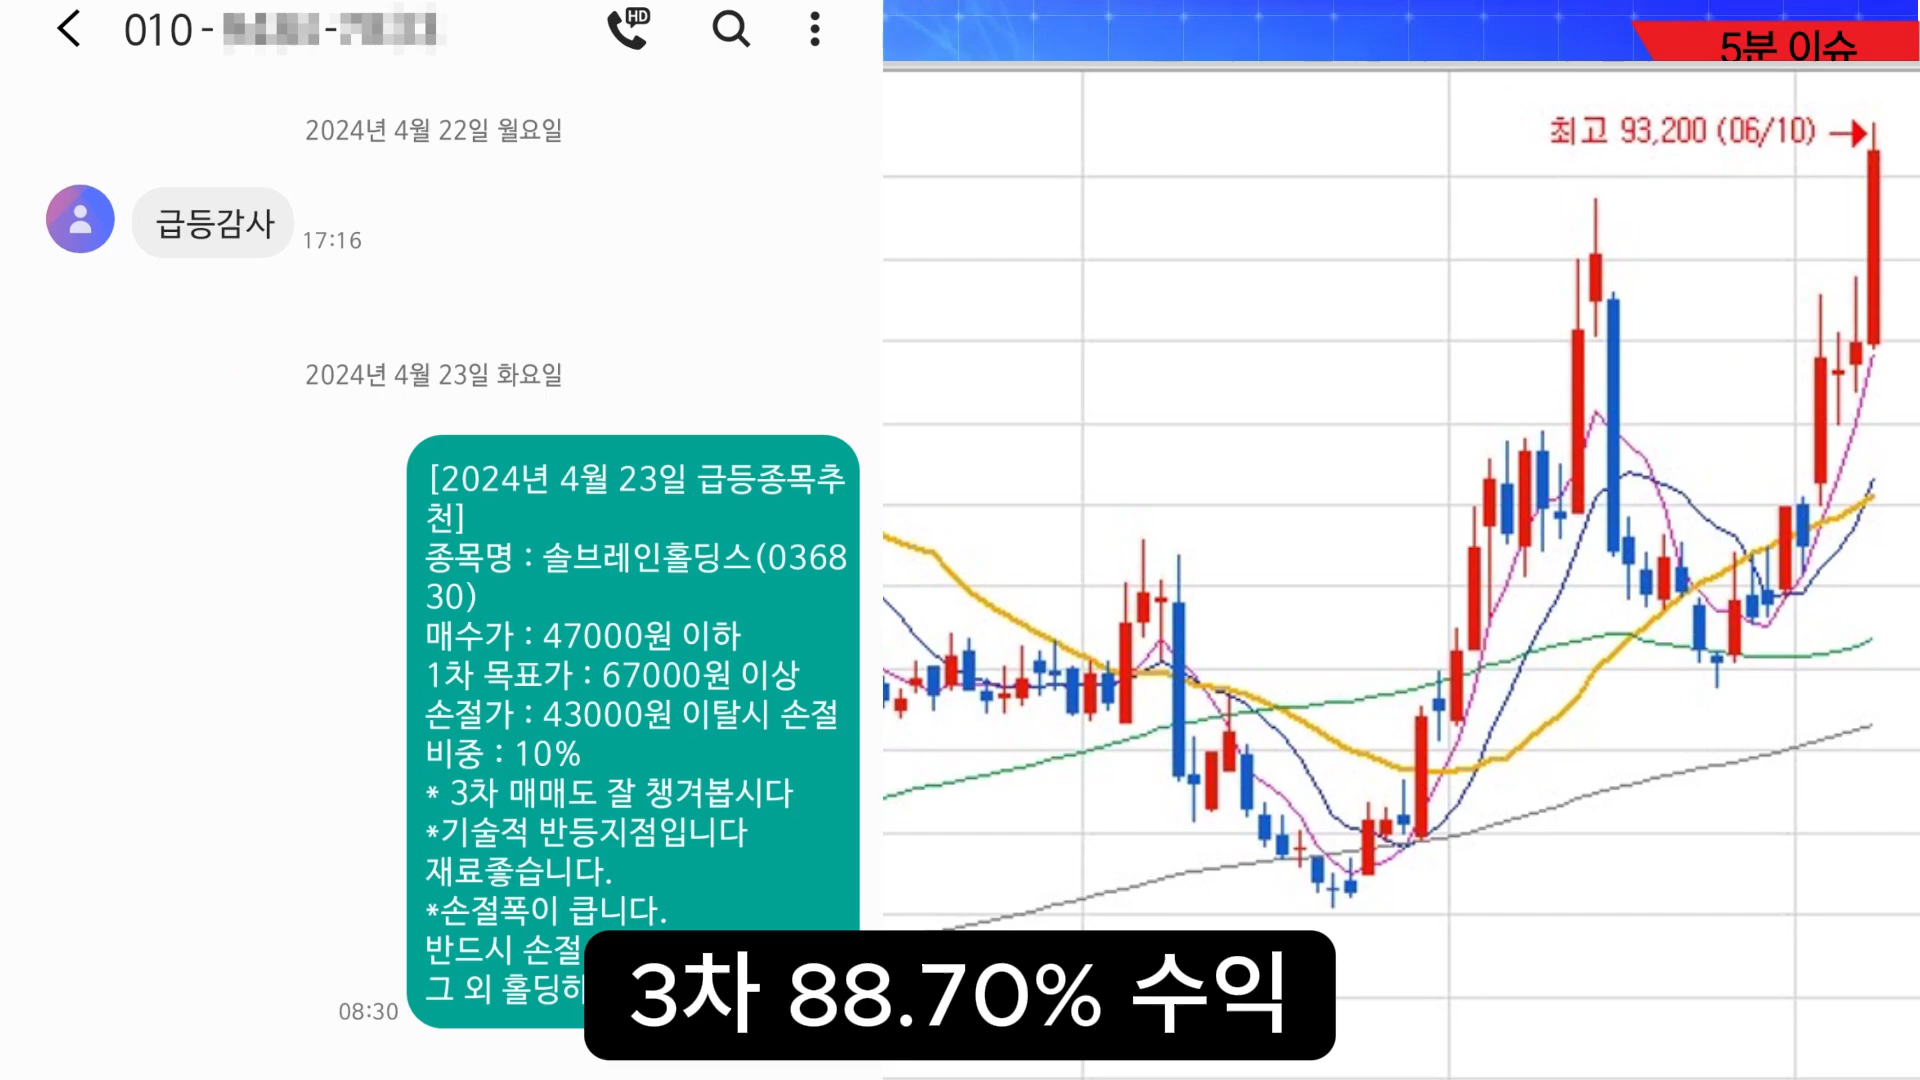 010-
2024년 4월 22일 월요일
급등감사
17:16
2024년 4월 23일 화요일
[2024년 4월 23일 급등종목추
천]
종목명 : 솔브레인홀딩스(0368
30)
매수가 : 47000원 이하
1차 목표가 : 67000원 이상
손절가 : 43000원 이탈시 손절
비중 : 10%
* 3차 매매도 잘 챙겨봅시다
*기술적 반등지점입니다
재료좋습니다.
*손절폭이 큽니다.
반드시 손절
그 외 홀딩하
08:30
HD
5분 이슈
최고 93,200 (06/10)
3차 88.70% 수익